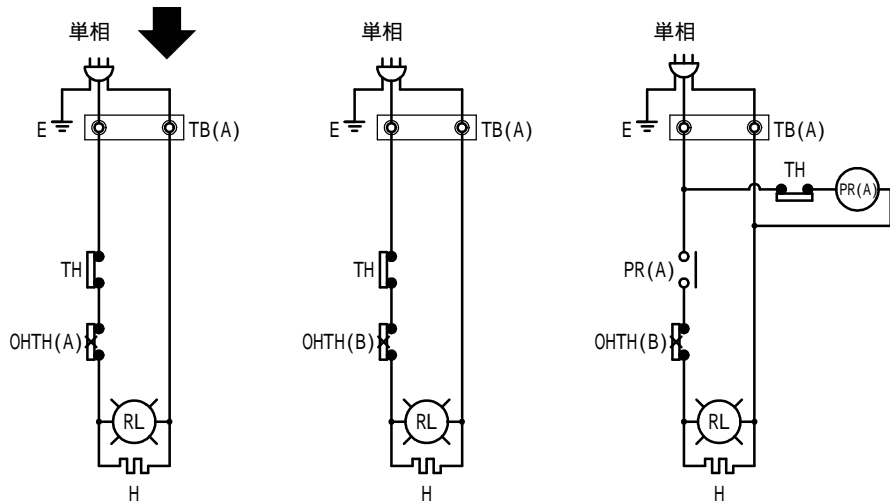 単相 単相 単相
E TB(A) E TB(A) E TB(A)
TH PR(A)
TH TH PR(A)
OHTH(A) OHTH(B) OHTH(B)
RL RL RL
H H H